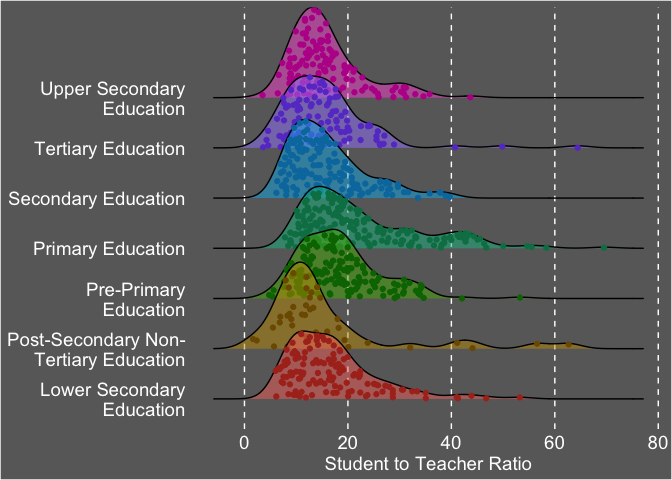 Upper Secondary
Education
Tertiary Education
Secondary Education
Primary Education
Pre-Primary
Education
Post-Secondary Non-
Tertiary Education
Lower Secondary
Education
0 20 40 60 80
Student to Teacher Ratio